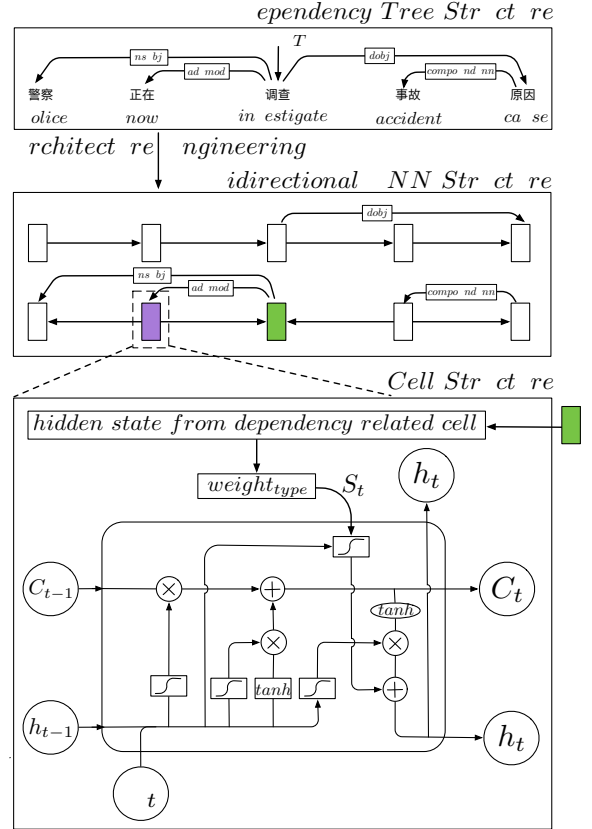 ependency Tree Str ct re
T
ns bj
ad mod
dobj
compo nd nn
警察 正在 调查 事故 原因
olice now in estigate accident ca se
rchitect re ngineering
idirectional NN Str ct re
dobj
ns bj
ad mod
compo nd nn
Cell Str ct re
hidden state from dependency related cell
weight_type
S_t
h_t
C_{t-1}
C_t
tanh
tanh
h_{t-1}
h_t
t